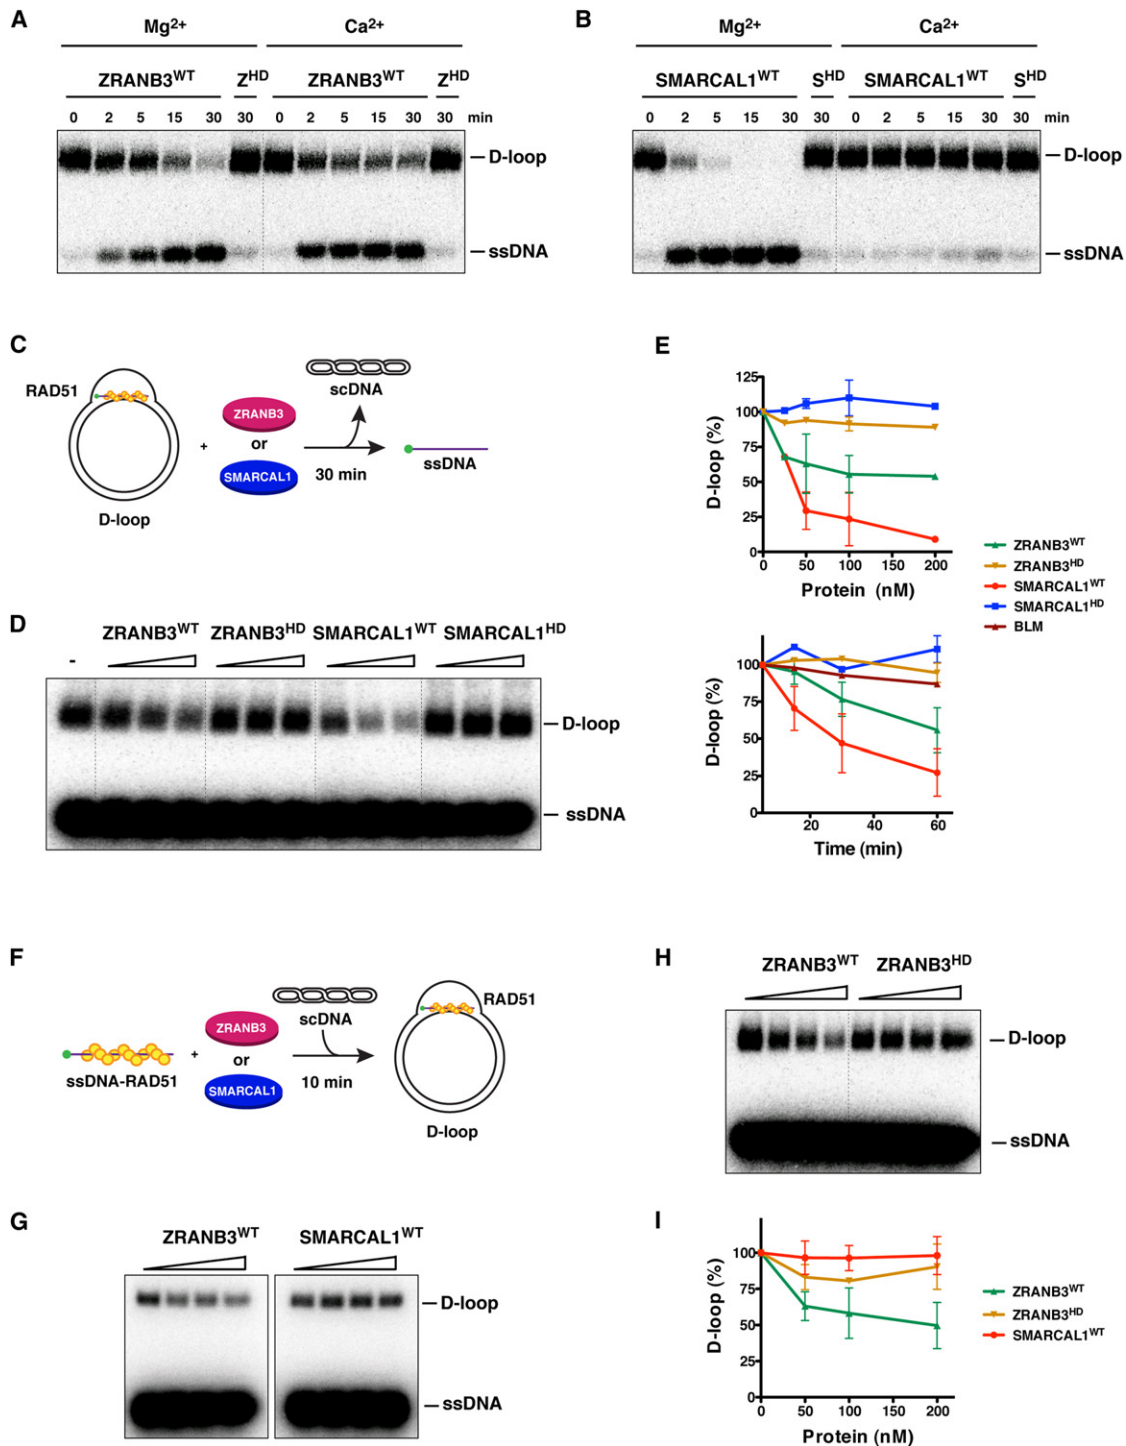 A
Mg2+ Ca2+
ZRANB3WT ZHD ZRANB3WT ZHD
0 2 5 15 30 30 0 2 5 15 30 30 min
D-loop
ssDNA
B
Mg2+ Ca2+
SMARCAL1WT SHD SMARCAL1WT SHD
0 2 5 15 30 30 0 2 5 15 30 30 min
D-loop
ssDNA
C
RAD51
D-loop
+
ZRANB3
or
SMARCAL1
scDNA
30 min
ssDNA
E
D-loop (%)
125
100
75
50
25
0
0 50 100 150 200
Protein (nM)
ZRANB3WT
ZRANB3HD
SMARCAL1WT
SMARCAL1HD
BLM
D-loop (%)
100
75
50
25
0
20 40 60
Time (min)
D
- ZRANB3WT ZRANB3HD SMARCAL1WT SMARCAL1HD
D-loop
ssDNA
F
ssDNA-RAD51
+
ZRANB3
or
SMARCAL1
scDNA
10 min
RAD51
D-loop
H
ZRANB3WT ZRANB3HD
D-loop
ssDNA
G
ZRANB3WT SMARCAL1WT
D-loop
ssDNA
I
D-loop (%)
100
75
50
25
0
0 50 100 150 200
Protein (nM)
ZRANB3WT
ZRANB3HD
SMARCAL1WT